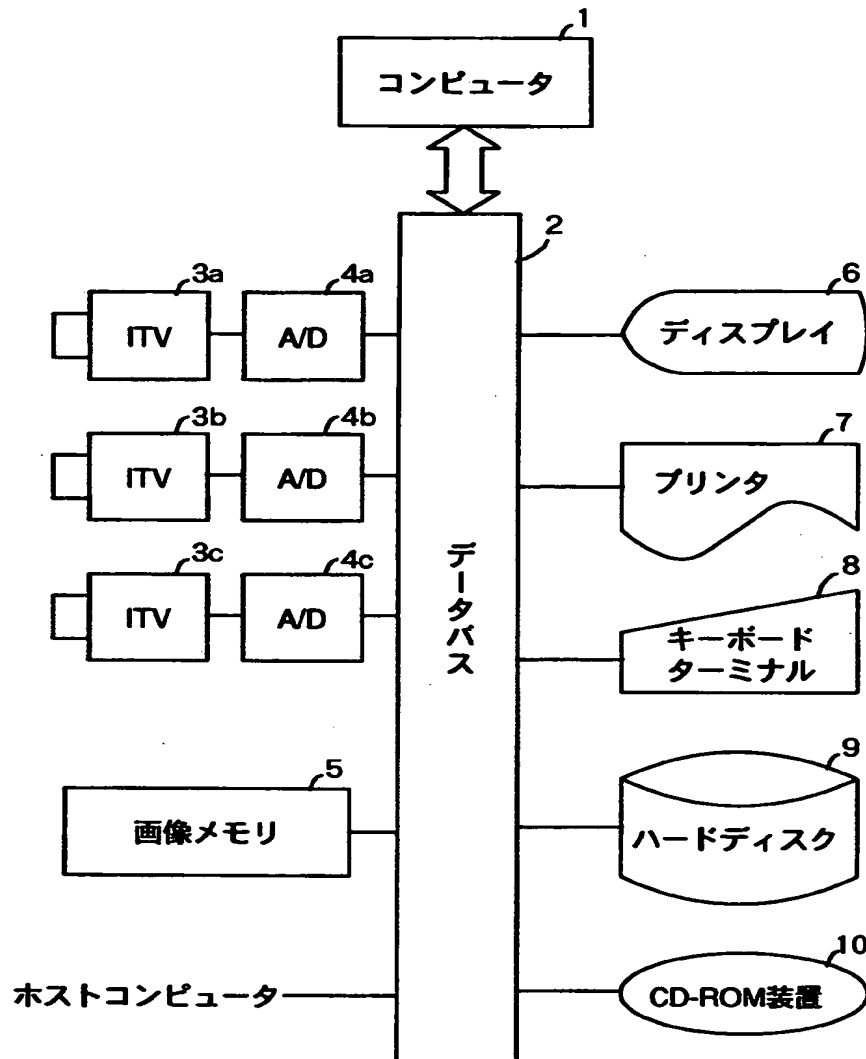 1
コンピュータ
2
3a
ITV
4a
A/D
6
ディスプレイ
3b
ITV
4b
A/D
7
プリンタ
3c
ITV
4c
A/D
データバス
8
キーボード
ターミナル
5
画像メモリ
9
ハードディスク
ホストコンピュータ
10
CD-ROM装置